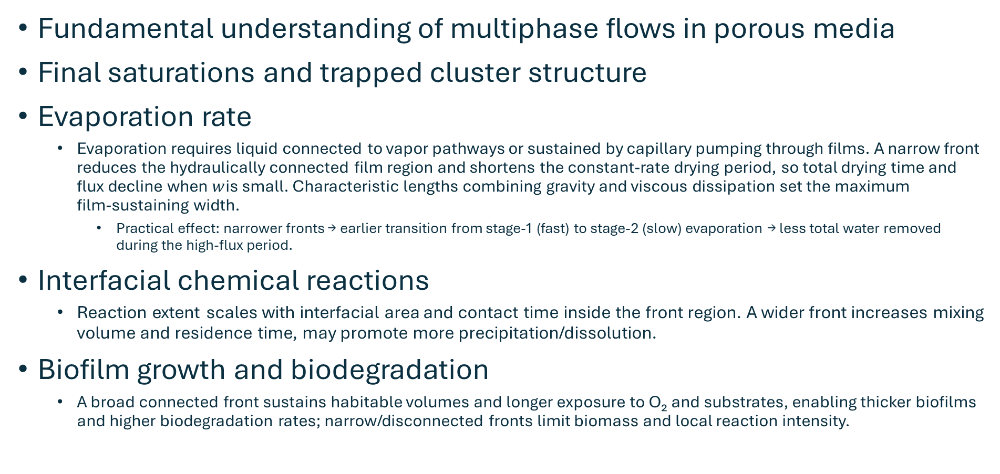 • Fundamental understanding of multiphase flows in porous media
• Final saturations and trapped cluster structure
• Evaporation rate
• Evaporation requires liquid connected to vapor pathways or sustained by capillary pumping through films. A narrow front
reduces the hydraulically connected film region and shortens the constant-rate drying period, so total drying time and
flux decline when w is small. Characteristic lengths combining gravity and viscous dissipation set the maximum
film-sustaining width.
• Practical effect: narrower fronts → earlier transition from stage-1 (fast) to stage-2 (slow) evaporation → less total water removed
during the high-flux period.
• Interfacial chemical reactions
• Reaction extent scales with interfacial area and contact time inside the front region. A wider front increases mixing
volume and residence time, may promote more precipitation/dissolution.
• Biofilm growth and biodegradation
• A broad connected front sustains habitable volumes and longer exposure to O₂ and substrates, enabling thicker biofilms
and higher biodegradation rates; narrow/disconnected fronts limit biomass and local reaction intensity.